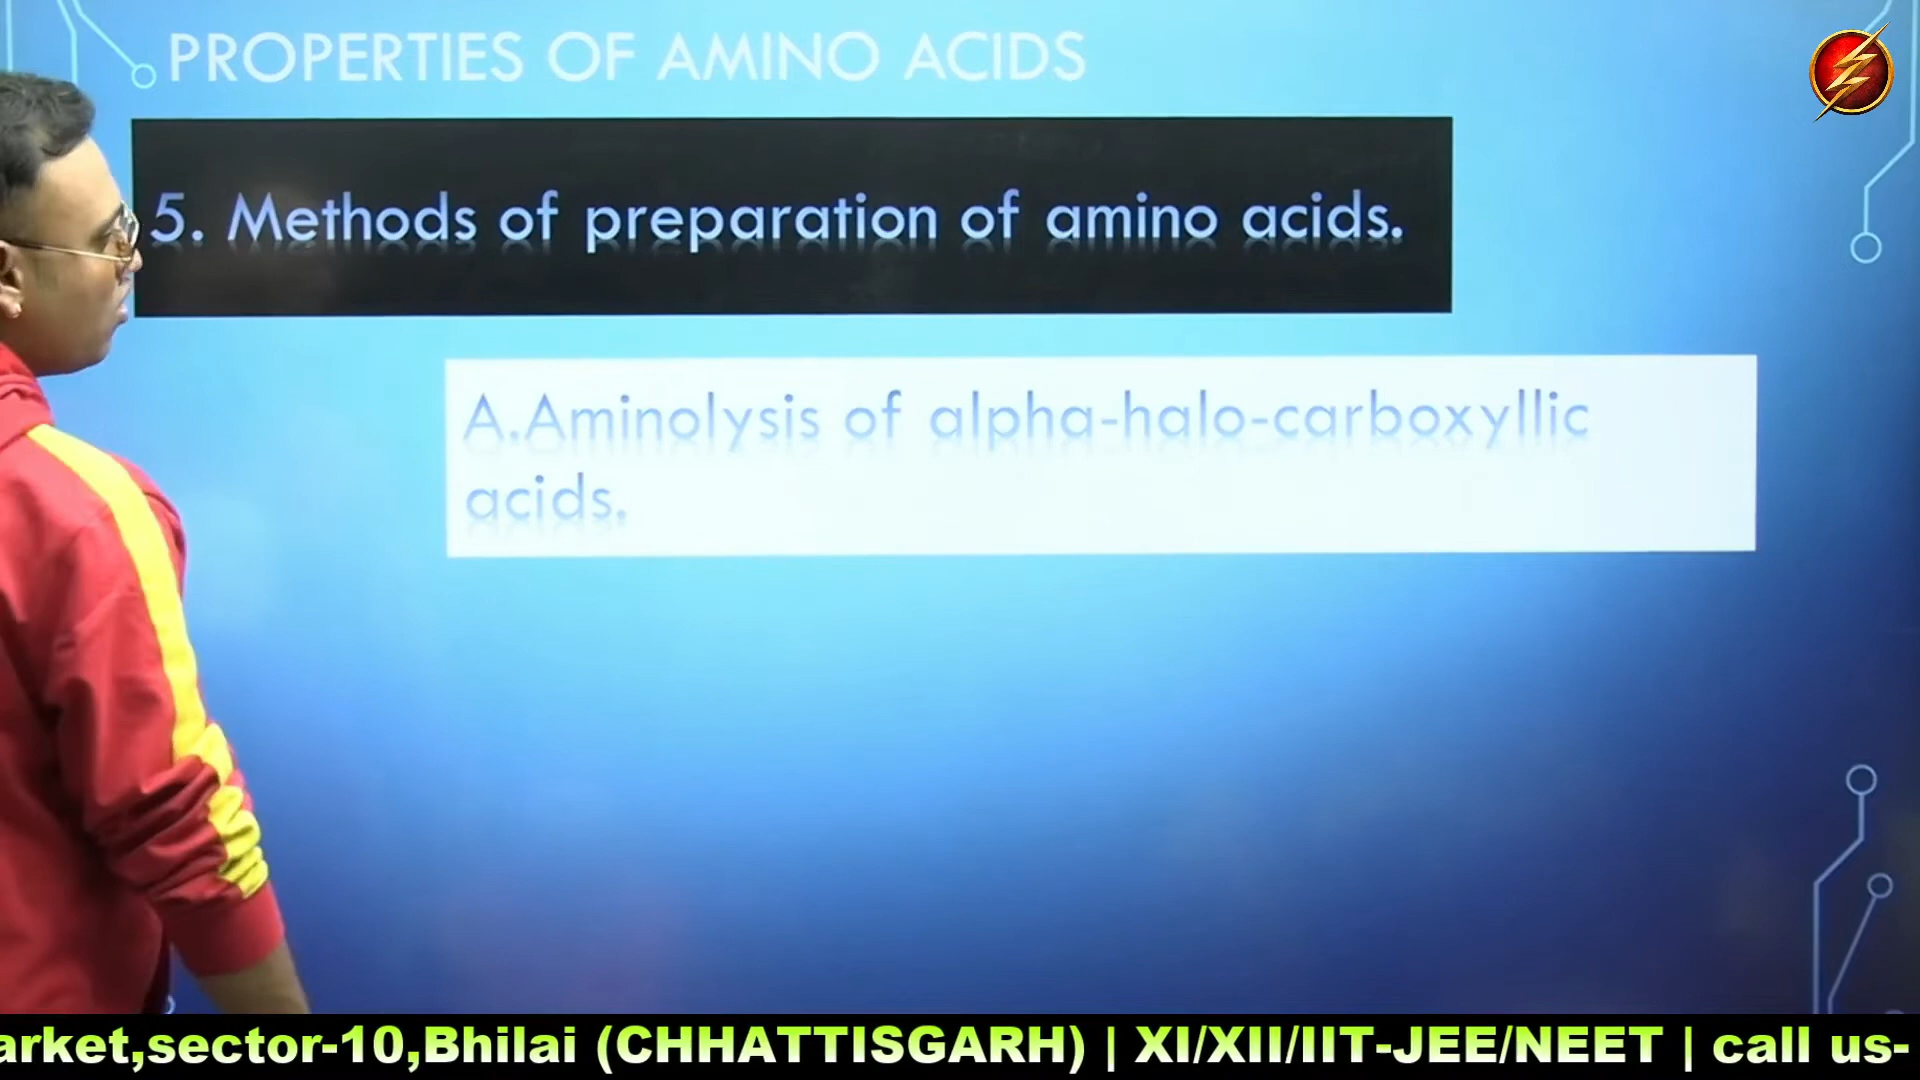 PROPERTIES OF AMINO ACIDS
5. Methods of preparation of amino acids.
A.Aminolysis of alpha-halo-carboxyllic
acids.
arket,sector-10,Bhilai (CHHATTISGARH) | XI/XII/IIT-JEE/NEET | call us-